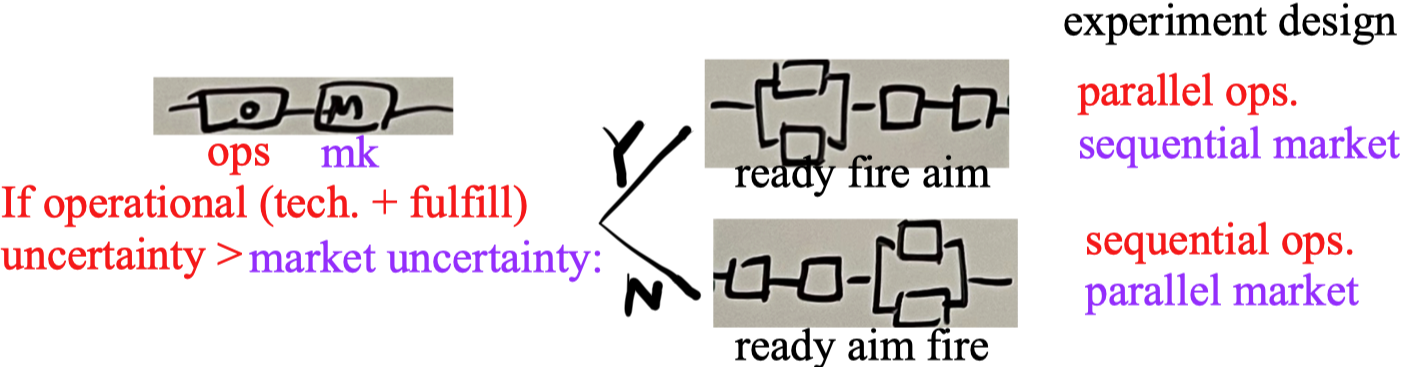 experiment design
O M
ops mk
If operational (tech. + fulfill)
uncertainty > market uncertainty:
Y
ready fire aim
parallel ops.
sequential market
N
ready aim fire
sequential ops.
parallel market